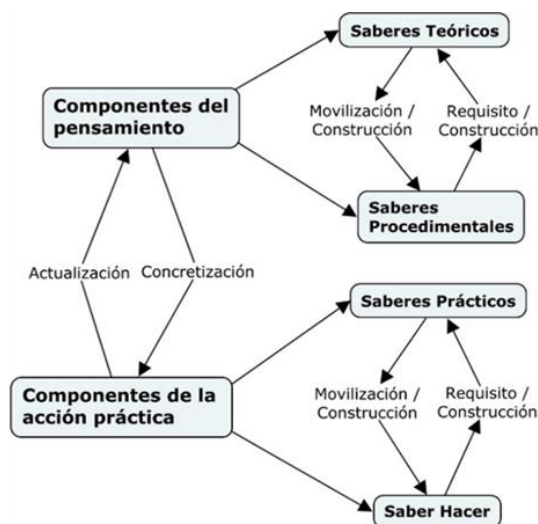 Saberes Teóricos
Componentes del
pensamiento
Movilización /
Construcción
Requisito /
Construcción
Saberes
Procedimentales
Actualización
Concretización
Saberes Prácticos
Componentes de la
acción práctica
Movilización /
Construcción
Requisito /
Construcción
Saber Hacer